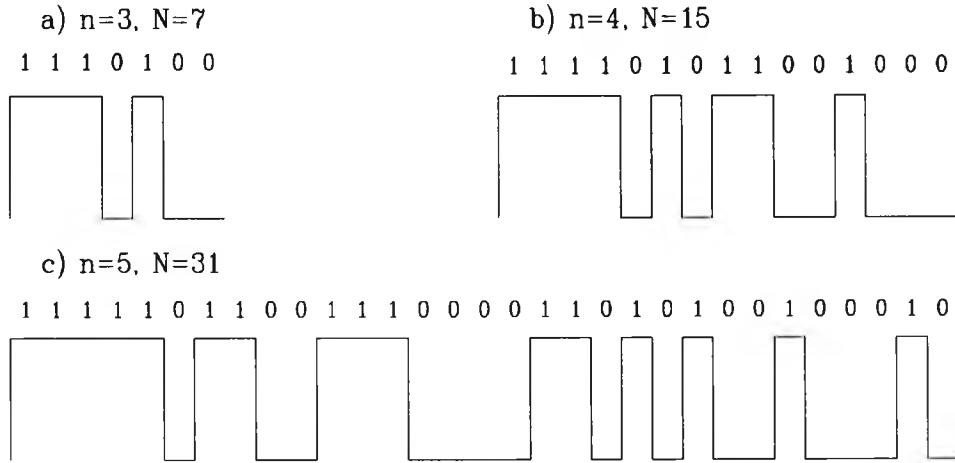 a) n=3, N=7
1 1 1 0 1 0 0
b) n=4, N=15
1 1 1 1 0 1 0 1 1 0 0 1 0 0 0
c) n=5, N=31
1 1 1 1 1 0 1 1 0 0 1 1 1 0 0 0 0 1 1 0 1 0 1 0 0 1 0 0 0 1 0